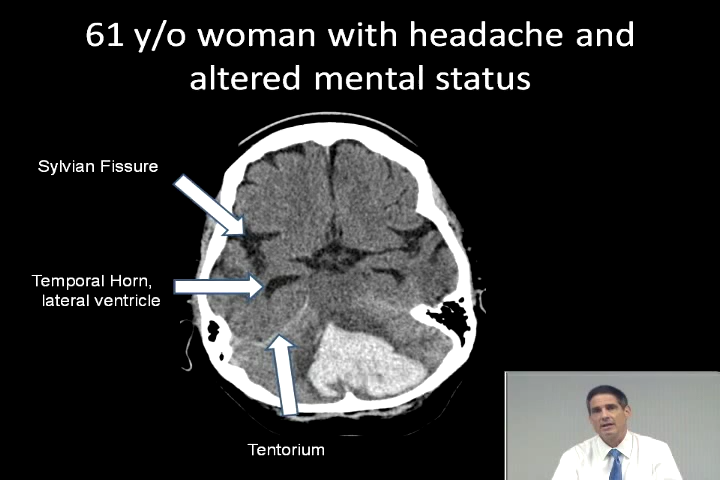 61 y/o woman with headache and
altered mental status
Sylvian Fissure
Temporal Horn,
lateral ventricle
Tentorium